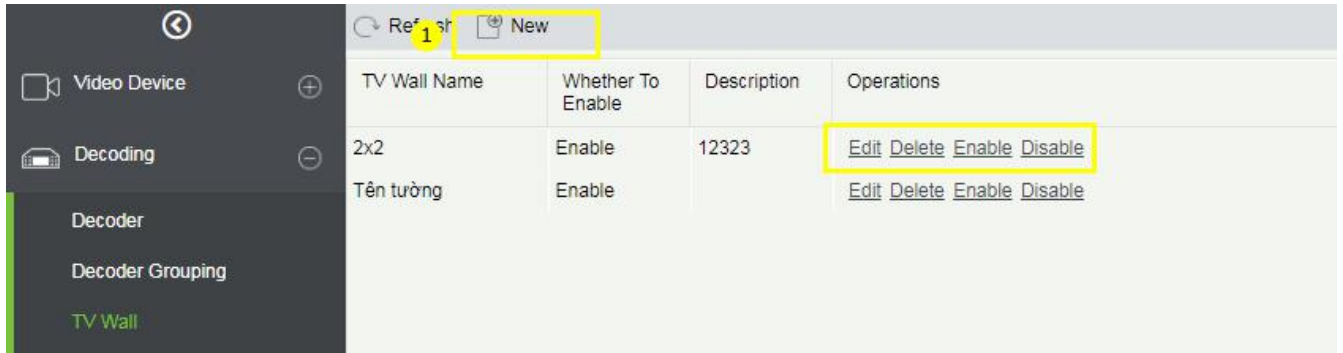 Refresh New
1
Video Device
Decoding
Decoder
Decoder Grouping
TV Wall
TV Wall Name Whether To Enable Description Operations
2x2 Enable 12323 Edit Delete Enable Disable
Tên tường Enable Edit Delete Enable Disable